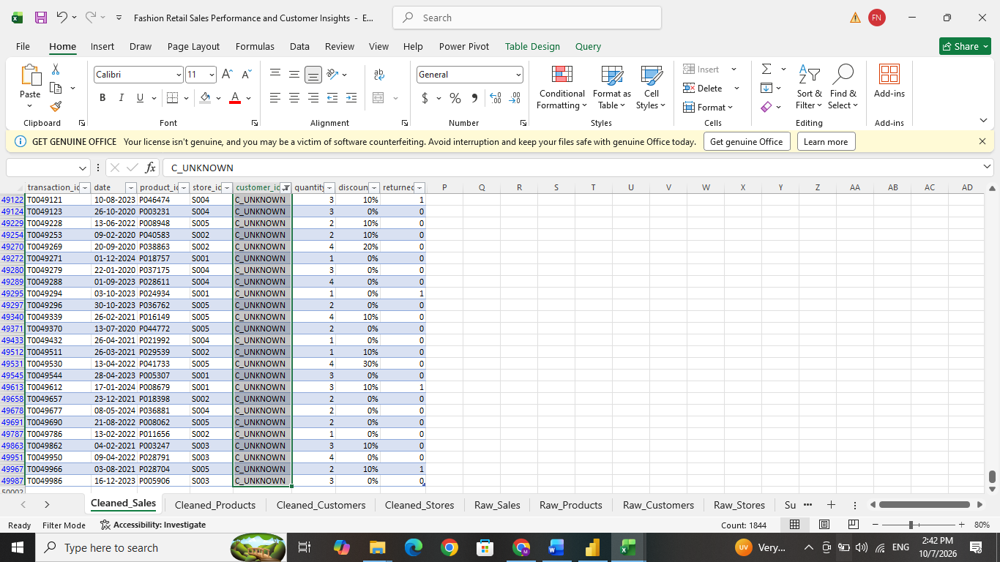 Fashion Retail Sales Performance and Customer Insights - E...
Search
FN
File Home Insert Draw Page Layout Formulas Data Review View Help Power Pivot Table Design Query
Share
Paste
Clipboard
Calibri 11
B I U
Font
Alignment
General
Number
Conditional Formatting
Format as Table
Cell Styles
Styles
Insert
Delete
Format
Cells
Sort & Filter
Find & Select
Editing
Add-ins
Add-ins
GET GENUINE OFFICE Your license isn't genuine, and you may be a victim of software counterfeiting. Avoid interruption and keep your files safe with genuine Office today. Get genuine Office Learn more
fx C_UNKNOWN
transaction_id date product_id store_id customer_id quantity discoun returned P Q R S T U V W X Y Z AA AB AC AD
49122 T0049121 10-08-2023 P046474 S004 C_UNKNOWN 3 10% 1
49124 T0049123 26-10-2020 P003231 S004 C_UNKNOWN 3 0% 0
49229 T0049228 13-06-2022 P008948 S005 C_UNKNOWN 2 10% 0
49254 T0049253 09-02-2020 P040583 S002 C_UNKNOWN 2 10% 0
49270 T0049269 20-09-2020 P038863 S002 C_UNKNOWN 4 20% 0
49272 T0049271 01-12-2024 P018757 S001 C_UNKNOWN 1 0% 0
49280 T0049279 22-01-2020 P037175 S004 C_UNKNOWN 3 0% 0
49289 T0049288 01-09-2023 P028611 S004 C_UNKNOWN 4 0% 0
49295 T0049294 03-10-2023 P024934 S001 C_UNKNOWN 1 0% 1
49297 T0049296 30-10-2023 P036762 S005 C_UNKNOWN 2 0% 0
49340 T0049339 26-02-2021 P016149 S005 C_UNKNOWN 4 10% 0
49371 T0049370 13-07-2020 P044772 S005 C_UNKNOWN 2 0% 0
49433 T0049432 26-04-2021 P021992 S004 C_UNKNOWN 1 0% 0
49512 T0049511 26-03-2021 P029539 S002 C_UNKNOWN 1 10% 0
49531 T0049530 13-04-2022 P041733 S005 C_UNKNOWN 4 30% 0
49545 T0049544 28-04-2023 P005307 S001 C_UNKNOWN 3 0% 0
49613 T0049612 17-01-2024 P008679 S001 C_UNKNOWN 3 10% 1
49658 T0049657 23-12-2021 P018398 S002 C_UNKNOWN 2 0% 0
49678 T0049677 08-05-2024 P036881 S004 C_UNKNOWN 2 0% 0
49691 T0049690 21-08-2022 P008062 S005 C_UNKNOWN 2 0% 0
49787 T0049786 13-02-2022 P011656 S002 C_UNKNOWN 1 0% 0
49863 T0049862 04-02-2021 P003247 S003 C_UNKNOWN 3 10% 0
49951 T0049950 09-04-2022 P028791 S003 C_UNKNOWN 4 0% 0
49967 T0049966 03-08-2021 P028704 S005 C_UNKNOWN 2 10% 1
49987 T0049986 16-12-2023 P005906 S003 C_UNKNOWN 3 0% 0
50002
Cleaned_Sales Cleaned_Products Cleaned_Customers Cleaned_Stores Raw_Sales Raw_Products Raw_Customers Raw_Stores Su ...
Ready Filter Mode Accessibility: Investigate Count: 1844 80%
Type here to search
UV Very... ENG 2:42 PM
10/7/2026